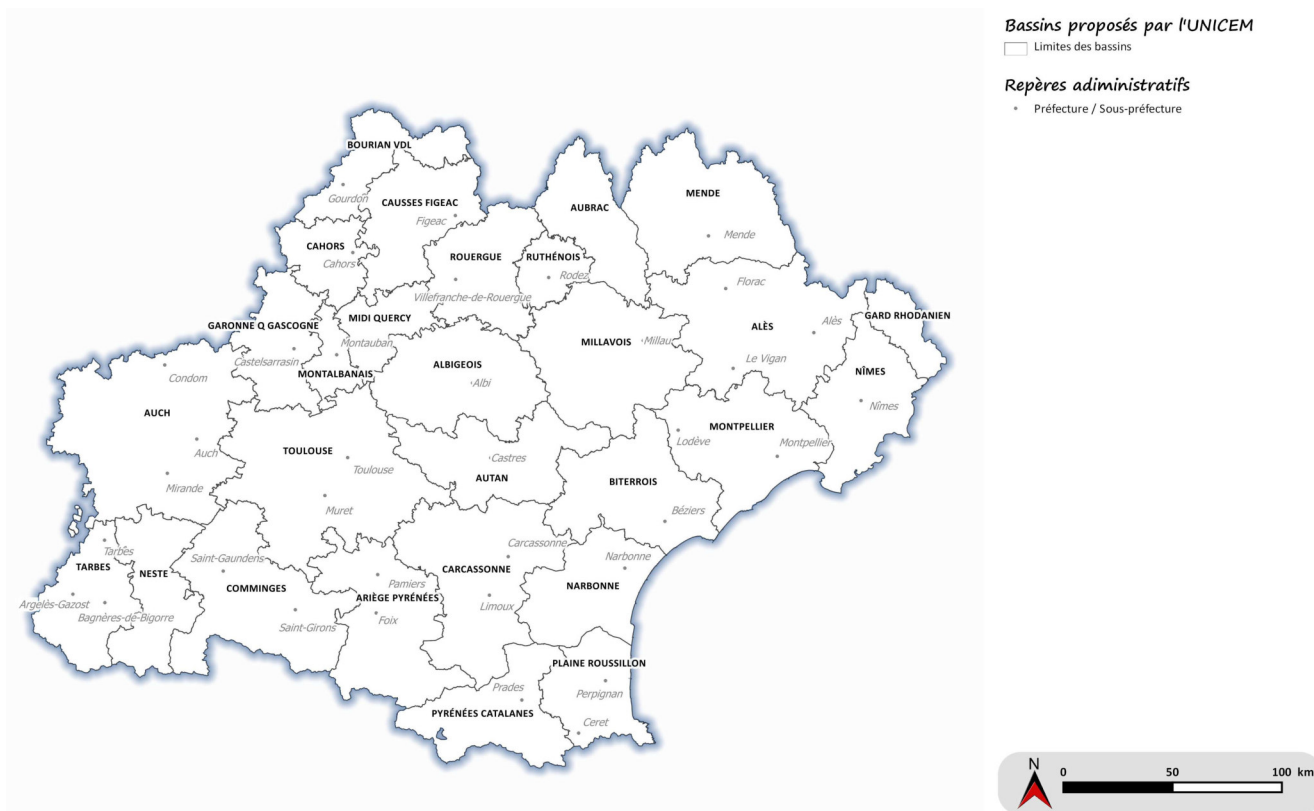 Bassins proposés par l'UNICEM
Limites des bassins
Repères adiministratifs
Préfecture / Sous-préfecture
BOURIAN VDL
Gourdon
CAUSSES FIGEAC
Figeac
AUBRAC
MENDE
Mende
CAHORS
Cahors
ROUERGUE
Villefranche-de-Rouergue
RUTHÉNOIS
Rodez
Florac
ALÈS
Alès
Le Vigan
GARD RHODANIEN
GARONNE Q GASCOGNE
Castelsarrasin
MIDI QUERCY
Montauban
MONTALBANAIS
MILLAVOIS
Millau
ALBIGEOIS
Albi
NÎMES
Nîmes
Condom
AUCH
Auch
Mirande
TOULOUSE
Toulouse
Muret
Castres
AUTAN
Lodève
MONTPELLIER
Montpellier
BITERROIS
Béziers
Tarbes
TARBES
NESTE
Argelès-Gazost
Bagnères-de-Bigorre
Saint-Gaundens
COMMINGES
Saint-Girons
Pamiers
ARIÈGE PYRÉNÉES
Foix
Carcassonne
CARCASSONNE
Limoux
Narbonne
NARBONNE
PLAINE ROUSSILLON
Prades
Perpignan
PYRÉNÉES CATALANES
Ceret
N
0 50 100 km